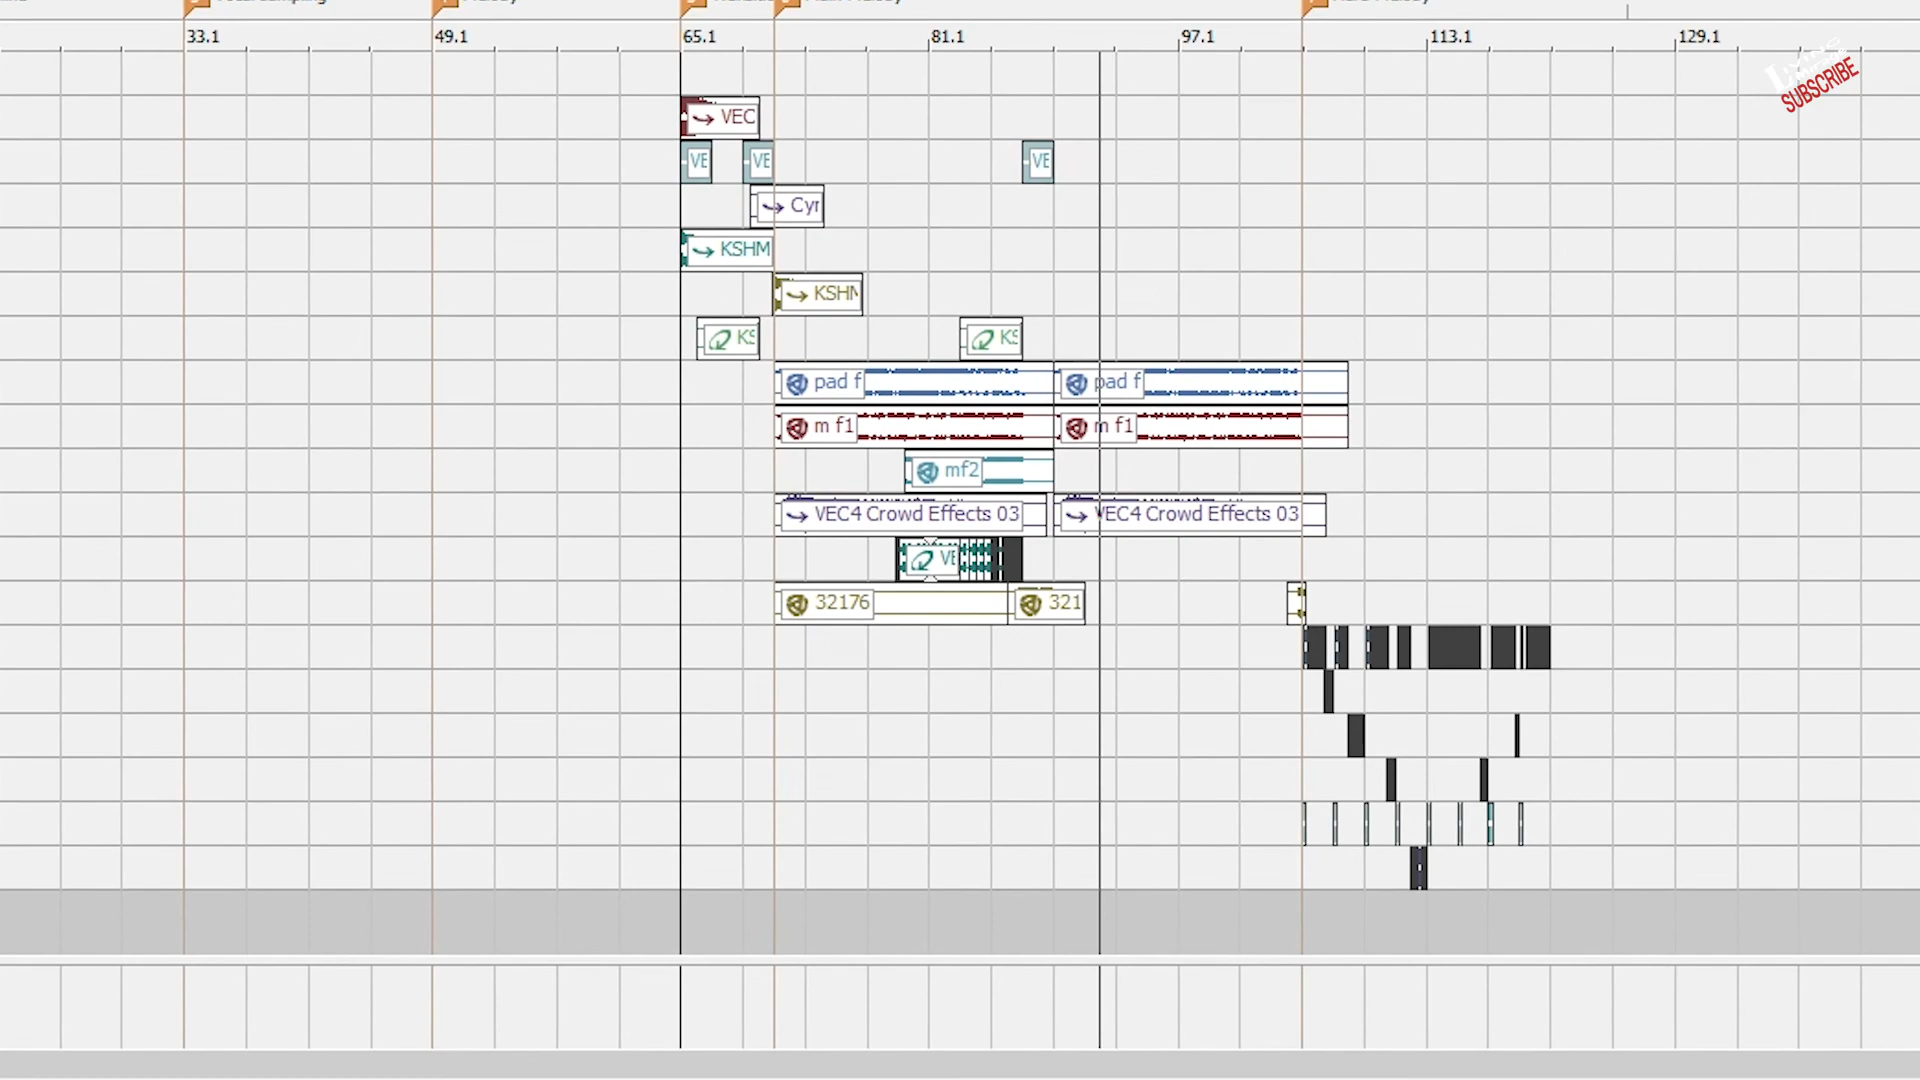 33.1 49.1 65.1 81.1 97.1 113.1 129.1
SUBSCRIBE
VEC
VE VE VE
Cyr
KSHM
KSHM
KS KS
pad f pad f
m f1 m f1
mf2
VEC4 Crowd Effects 03 VEC4 Crowd Effects 03
VE
32176 321